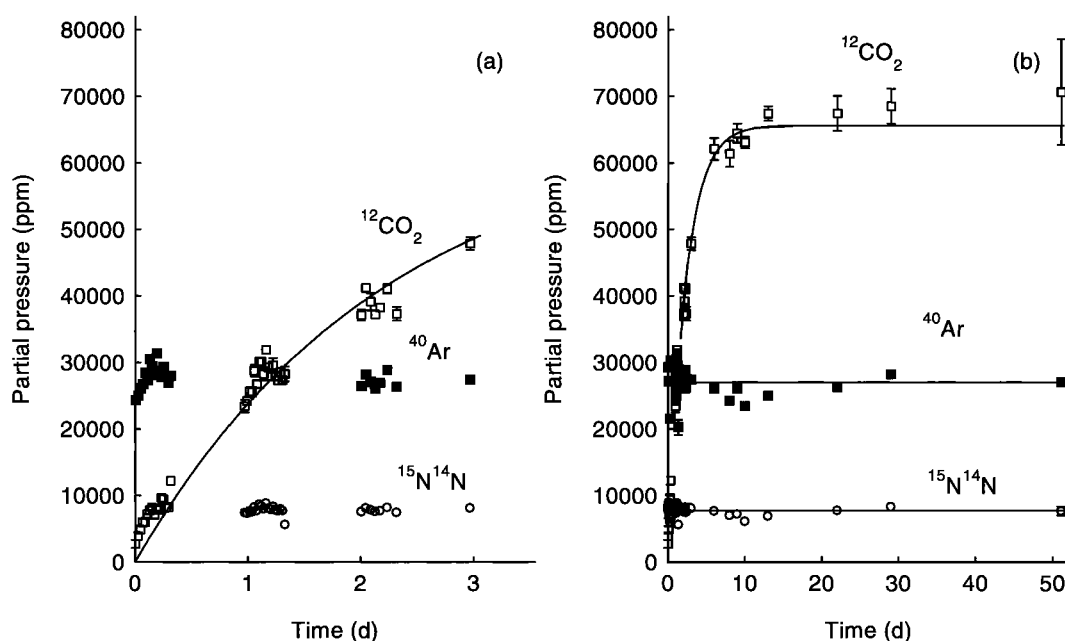 (a)
80000
70000
60000
50000
40000
30000
20000
10000
0
Partial pressure (ppm)
¹²CO₂
⁴⁰Ar
¹⁵N¹⁴N
0 1 2 3
Time (d)
(b)
80000
70000
60000
50000
40000
30000
20000
10000
0
Partial pressure (ppm)
¹²CO₂
⁴⁰Ar
¹⁵N¹⁴N
0 10 20 30 40 50
Time (d)